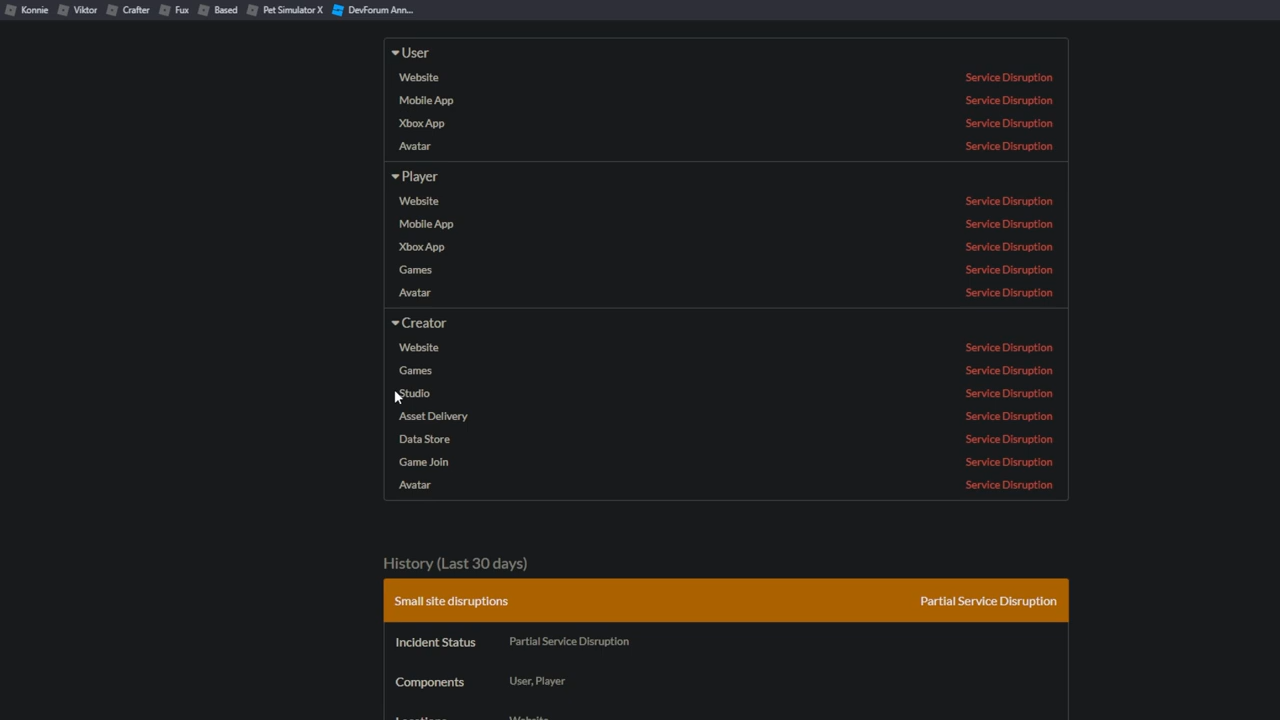 Konnie Viktor Crafter Fux Based Pet Simulator X DevForum Ann...
User
Website Service Disruption
Mobile App Service Disruption
Xbox App Service Disruption
Avatar Service Disruption
Player
Website Service Disruption
Mobile App Service Disruption
Xbox App Service Disruption
Games Service Disruption
Avatar Service Disruption
Creator
Website Service Disruption
Games Service Disruption
Studio Service Disruption
Asset Delivery Service Disruption
Data Store Service Disruption
Game Join Service Disruption
Avatar Service Disruption
History (Last 30 days)
Small site disruptions Partial Service Disruption
Incident Status Partial Service Disruption
Components User, Player
Locations Website